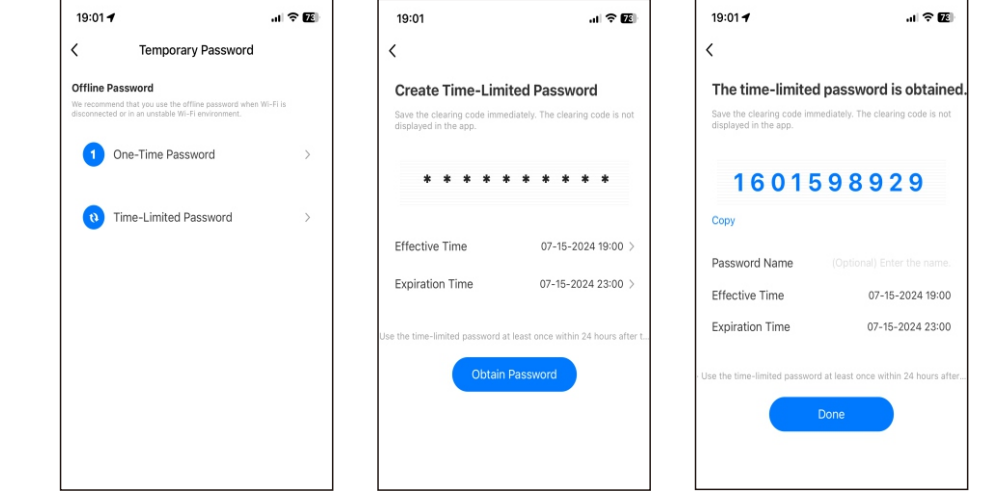 19:01
73
Temporary Password
Offline Password
We recommend that you use the offline password when Wi-Fi is
disconnected or in an unstable Wi-Fi environment.
1 One-Time Password
Time-Limited Password
19:01
73
Create Time-Limited Password
Save the clearing code immediately. The clearing code is not
displayed in the app.
* * * * * * * * * *
Effective Time 07-15-2024 19:00
Expiration Time 07-15-2024 23:00
Use the time-limited password at least once within 24 hours after t...
Obtain Password
19:01
73
The time-limited password is obtained.
Save the clearing code immediately. The clearing code is not
displayed in the app.
1601598929
Copy
Password Name (Optional) Enter the name.
Effective Time 07-15-2024 19:00
Expiration Time 07-15-2024 23:00
Use the time-limited password at least once within 24 hours after...
Done